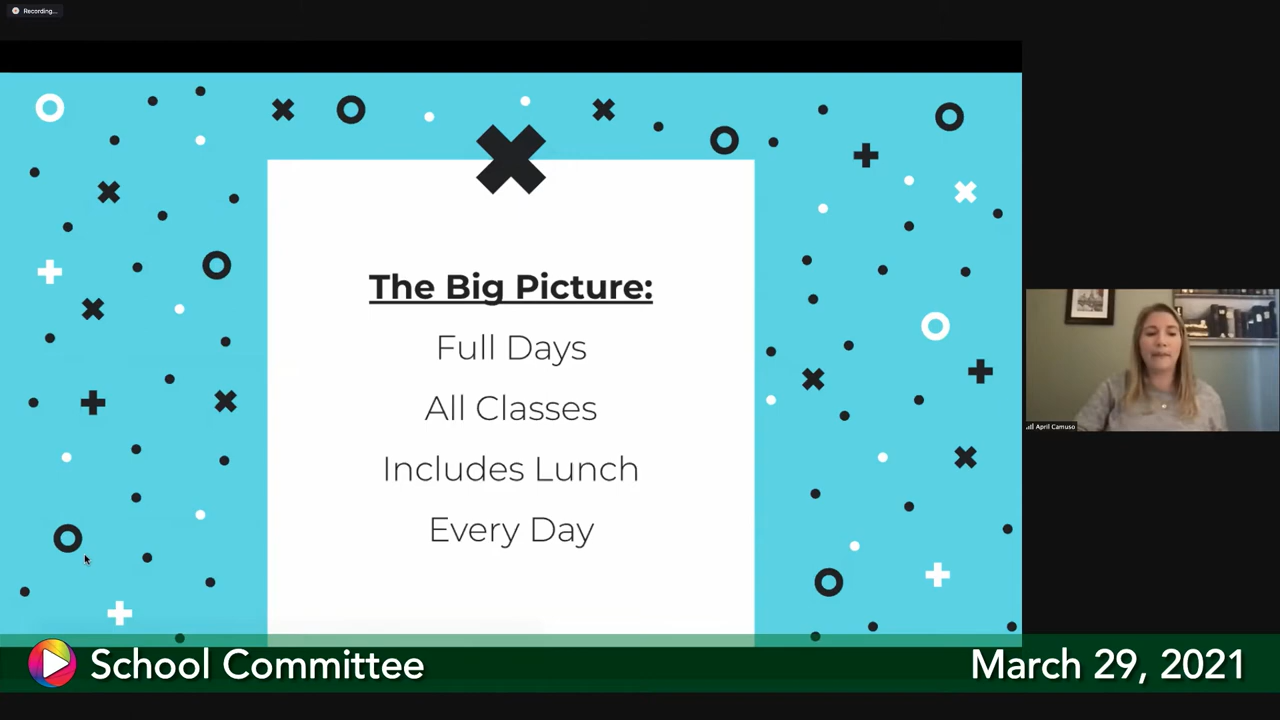 Recording...
The Big Picture:
Full Days
All Classes
Includes Lunch
Every Day
April Camuso
School Committee
March 29, 2021